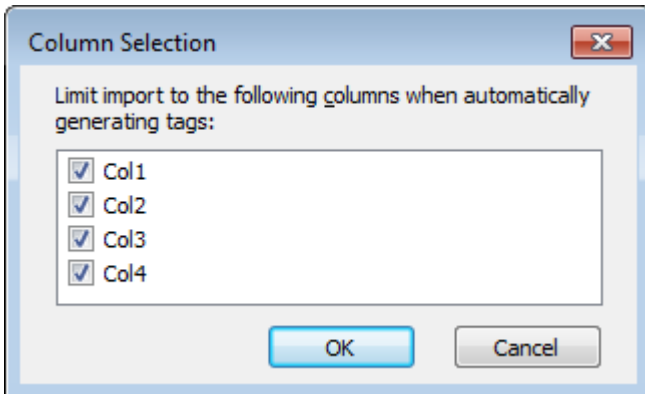 Column Selection
Limit import to the following columns when automatically
generating tags:
Col1
Col2
Col3
Col4
OK
Cancel